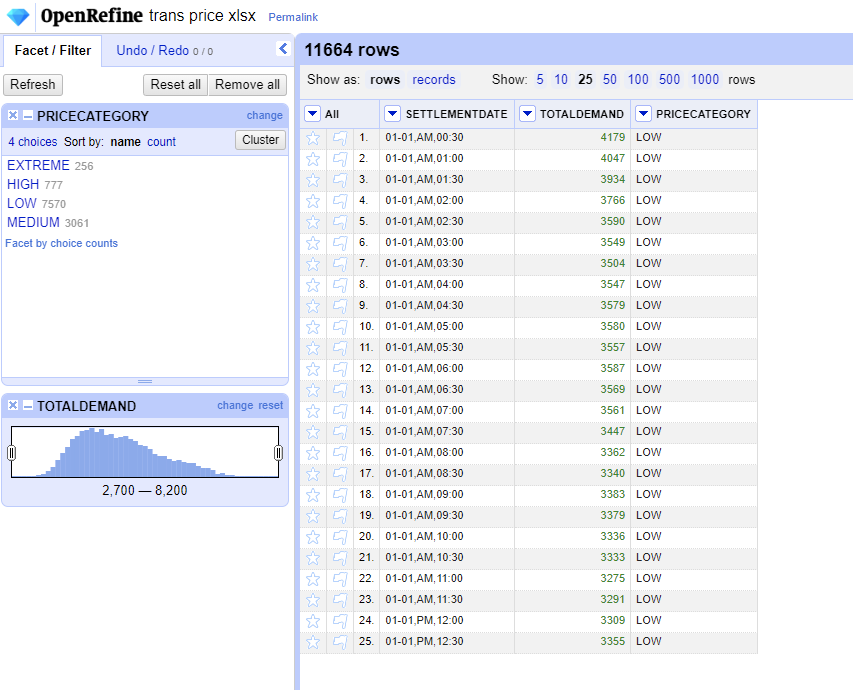 OpenRefine trans price xlsx Permalink
Facet / Filter Undo / Redo 0 / 0
Refresh Reset all Remove all
PRICECATEGORY change
4 choices Sort by: name count Cluster
EXTREME 256
HIGH 777
LOW 7570
MEDIUM 3061
Facet by choice counts
TOTALDEMAND change reset
2,700 — 8,200
11664 rows
Show as: rows records Show: 5 10 25 50 100 500 1000 rows
All SETTLEMENTDATE TOTALDEMAND PRICECATEGORY
1. 01-01,AM,00:30 4179 LOW
2. 01-01,AM,01:00 4047 LOW
3. 01-01,AM,01:30 3934 LOW
4. 01-01,AM,02:00 3766 LOW
5. 01-01,AM,02:30 3590 LOW
6. 01-01,AM,03:00 3549 LOW
7. 01-01,AM,03:30 3504 LOW
8. 01-01,AM,04:00 3547 LOW
9. 01-01,AM,04:30 3579 LOW
10. 01-01,AM,05:00 3580 LOW
11. 01-01,AM,05:30 3557 LOW
12. 01-01,AM,06:00 3587 LOW
13. 01-01,AM,06:30 3569 LOW
14. 01-01,AM,07:00 3561 LOW
15. 01-01,AM,07:30 3447 LOW
16. 01-01,AM,08:00 3362 LOW
17. 01-01,AM,08:30 3340 LOW
18. 01-01,AM,09:00 3383 LOW
19. 01-01,AM,09:30 3379 LOW
20. 01-01,AM,10:00 3336 LOW
21. 01-01,AM,10:30 3333 LOW
22. 01-01,AM,11:00 3275 LOW
23. 01-01,AM,11:30 3291 LOW
24. 01-01,PM,12:00 3309 LOW
25. 01-01,PM,12:30 3355 LOW